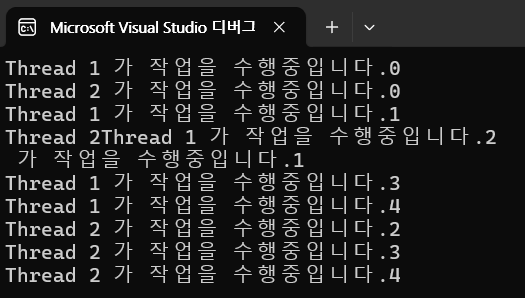 Microsoft Visual Studio 디버그
Thread 1 가 작업을 수행중입니다.0
Thread 2 가 작업을 수행중입니다.0
Thread 1 가 작업을 수행중입니다.1
Thread 2Thread 1 가 작업을 수행중입니다.2
 가 작업을 수행중입니다.1
Thread 1 가 작업을 수행중입니다.3
Thread 1 가 작업을 수행중입니다.4
Thread 2 가 작업을 수행중입니다.2
Thread 2 가 작업을 수행중입니다.3
Thread 2 가 작업을 수행중입니다.4